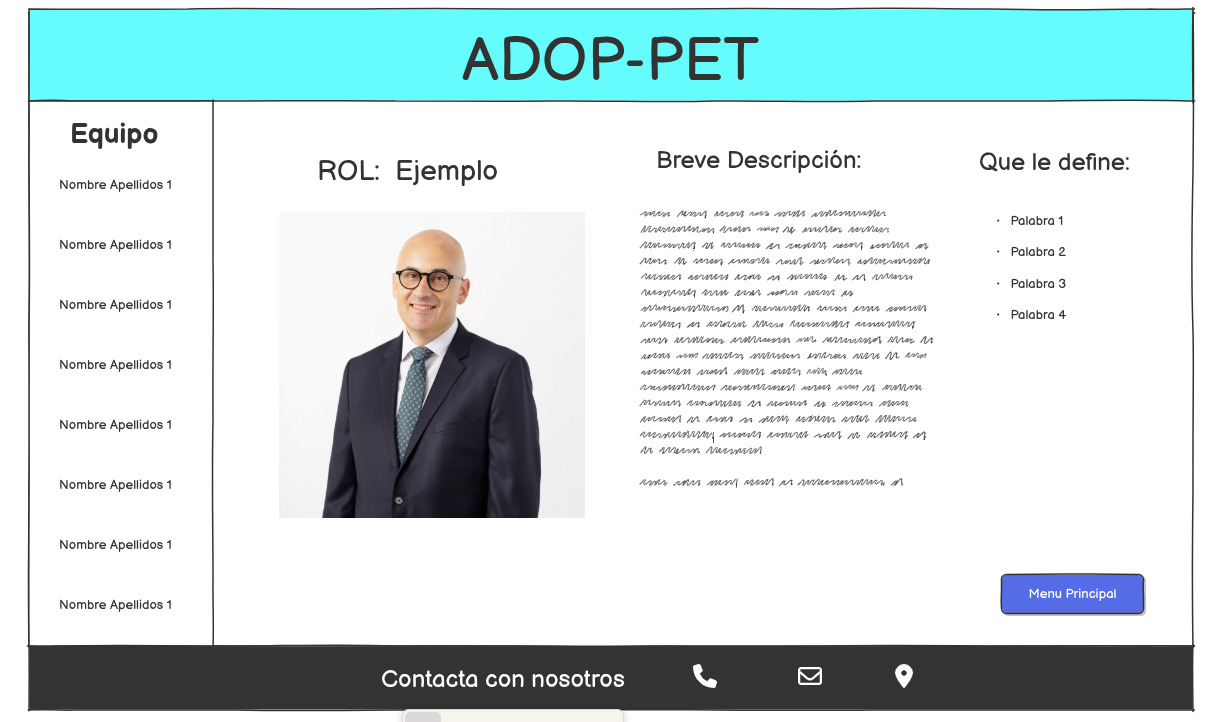 ADOP-PET
Equipo
Nombre Apellidos 1
Nombre Apellidos 1
Nombre Apellidos 1
Nombre Apellidos 1
Nombre Apellidos 1
Nombre Apellidos 1
Nombre Apellidos 1
Nombre Apellidos 1
ROL: Ejemplo
Breve Descripción:
Que le define:
· Palabra 1
· Palabra 2
· Palabra 3
· Palabra 4
Menu Principal
Contacta con nosotros